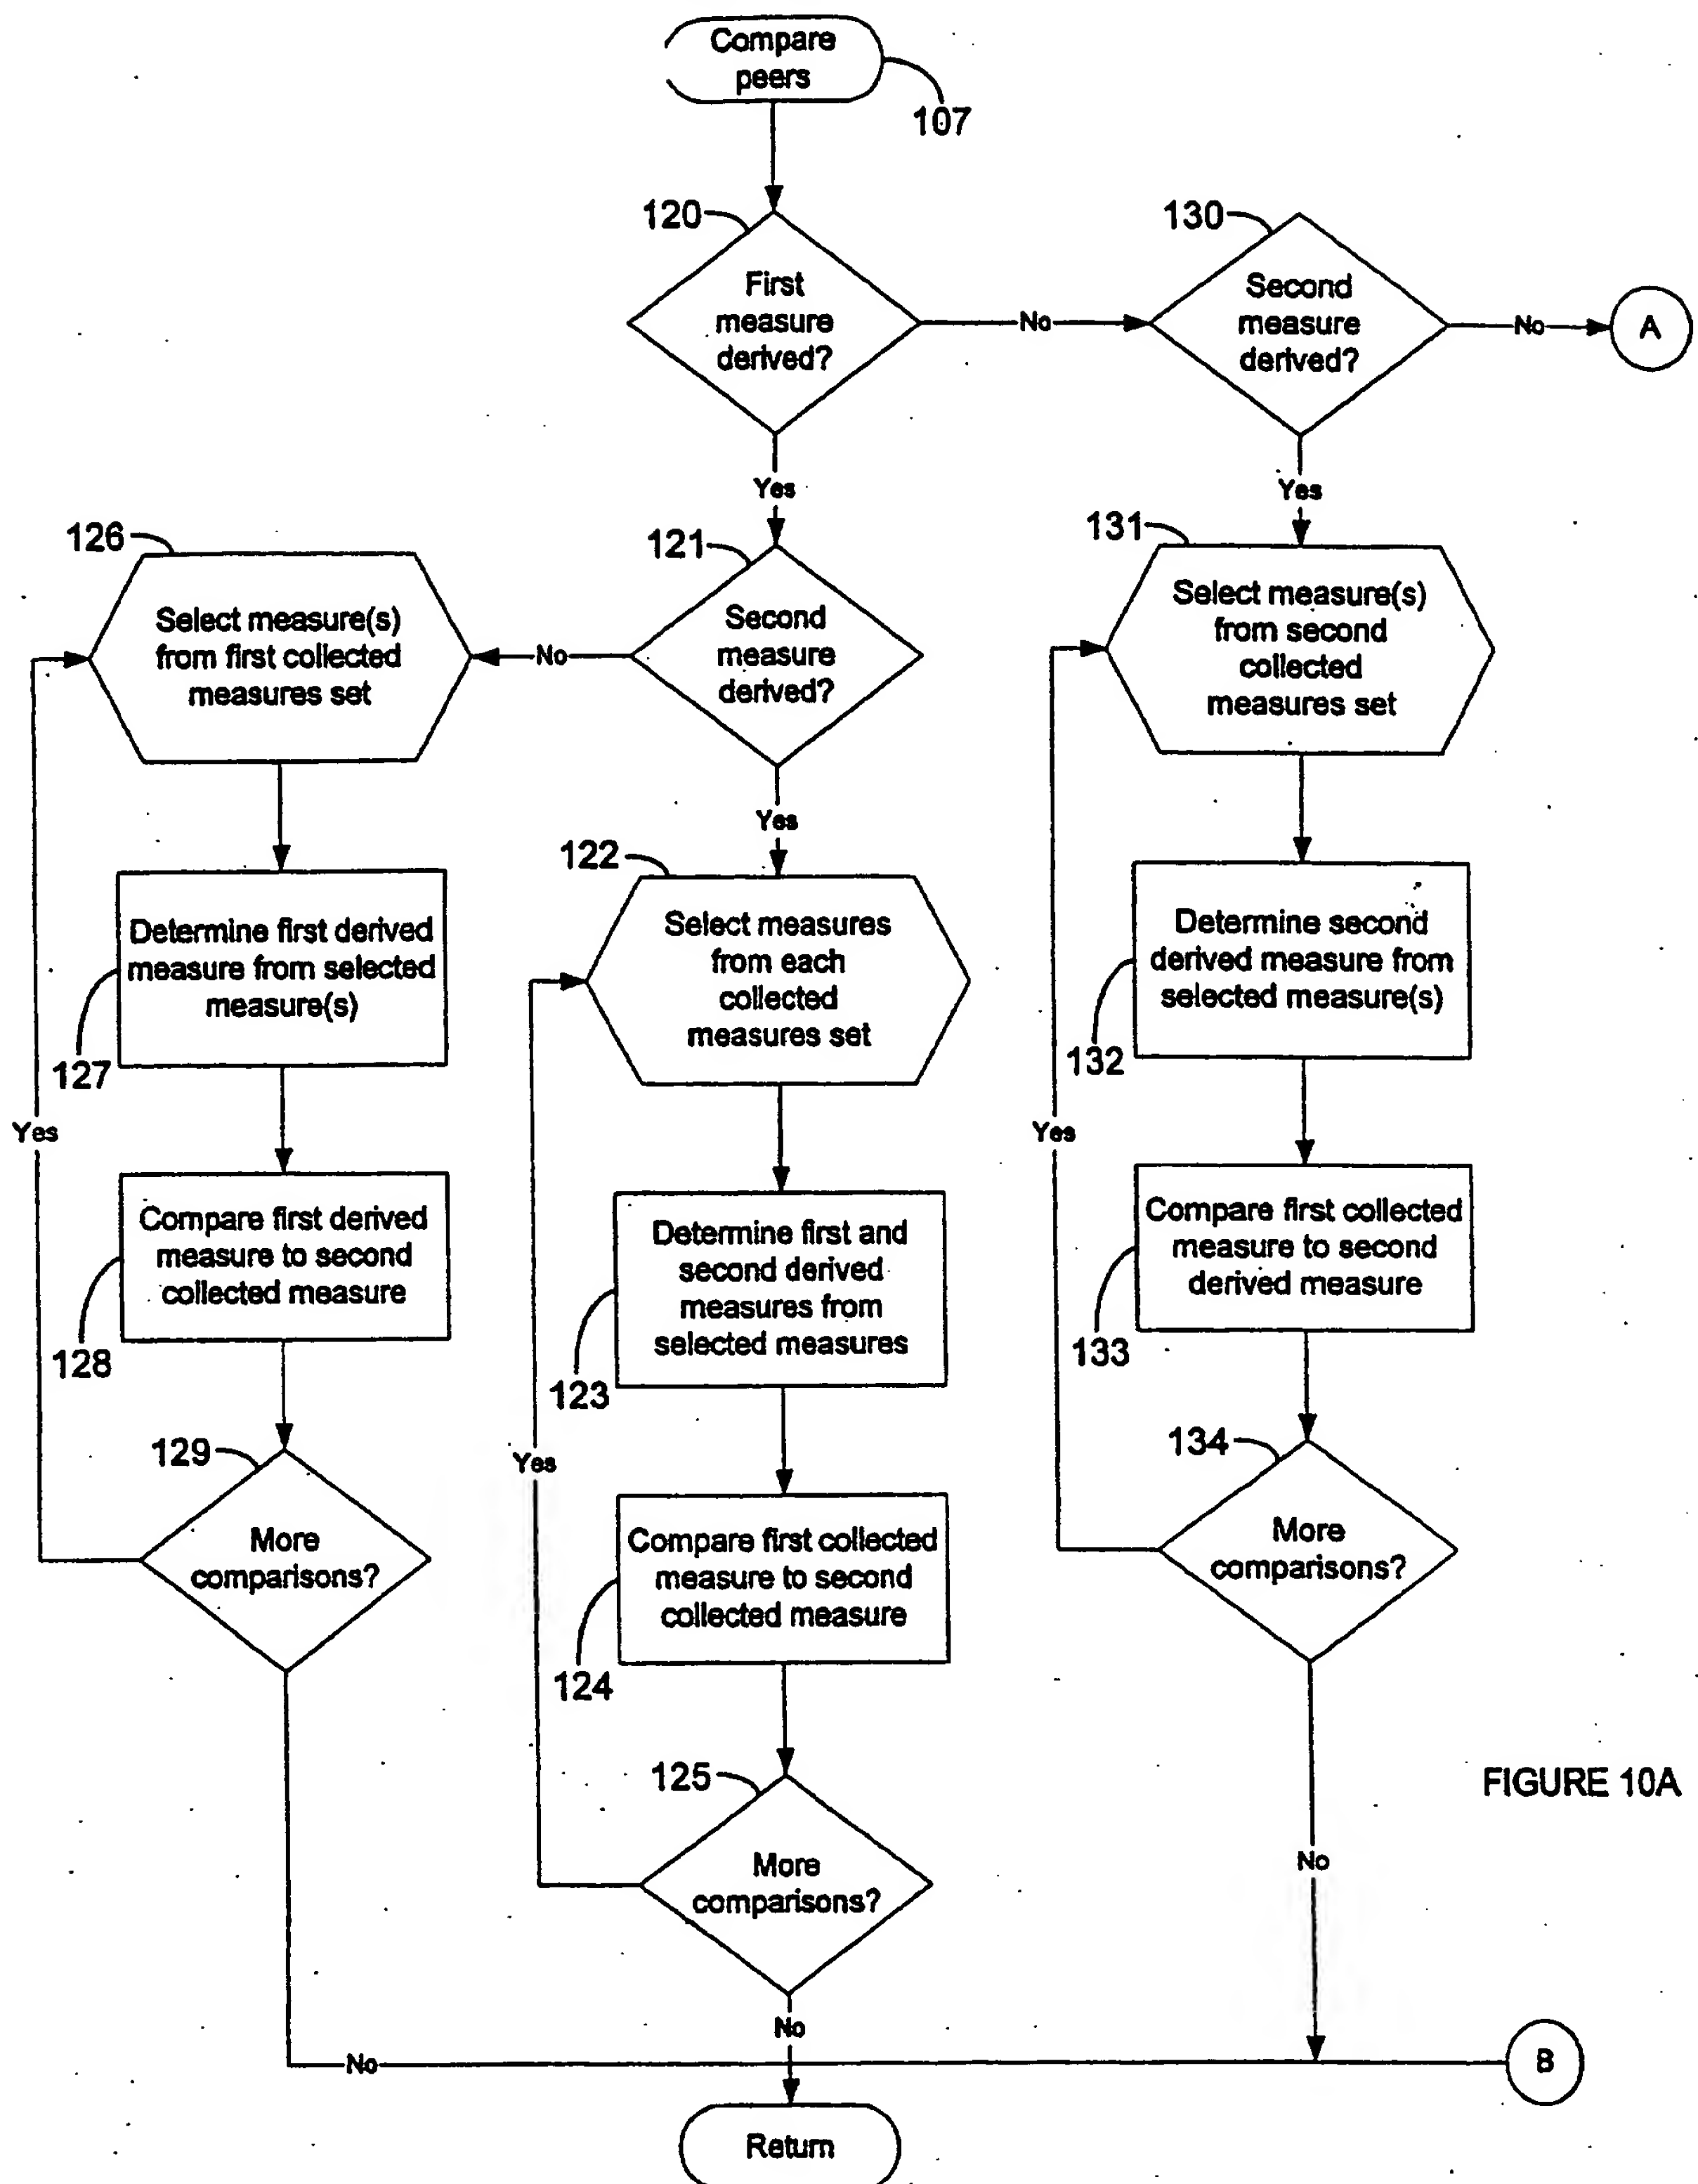 Compare
peers
107
120
First
measure
derived?
No
130
Second
measure
derived?
No
A
Yes
Yes
126
Select measure(s)
from first collected
measures set
No
121
Second
measure
derived?
131
Select measure(s)
from second
collected
measures set
Yes
122
Select measures
from each
collected
measures set
Determine first derived
measure from selected
measure(s)
127
Determine second
derived measure from
selected measure(s)
132
Yes
Yes
Compare first derived
measure to second
collected measure
128
Determine first and
second derived
measures from
selected measures
123
Compare first collected
measure to second
derived measure
133
129
More
comparisons?
Yes
Compare first collected
measure to second
collected measure
124
134
More
comparisons?
125
More
comparisons?
FIGURE 10A
No
No
No
B
Return